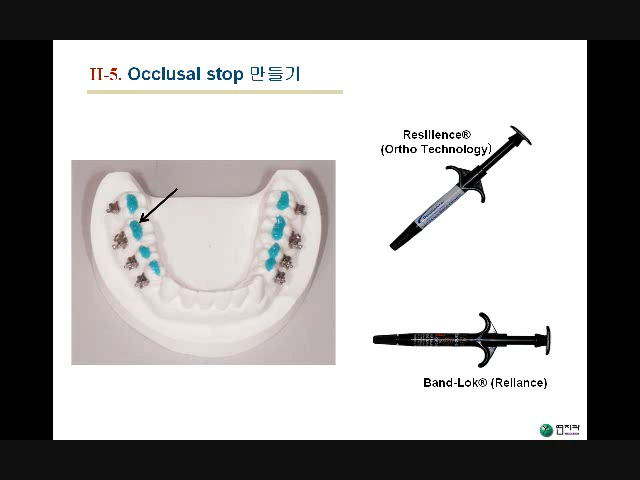 II-5. Occlusal stop 만들기
Resilience®
(Ortho Technology)
Band-Lok® (Reliance)